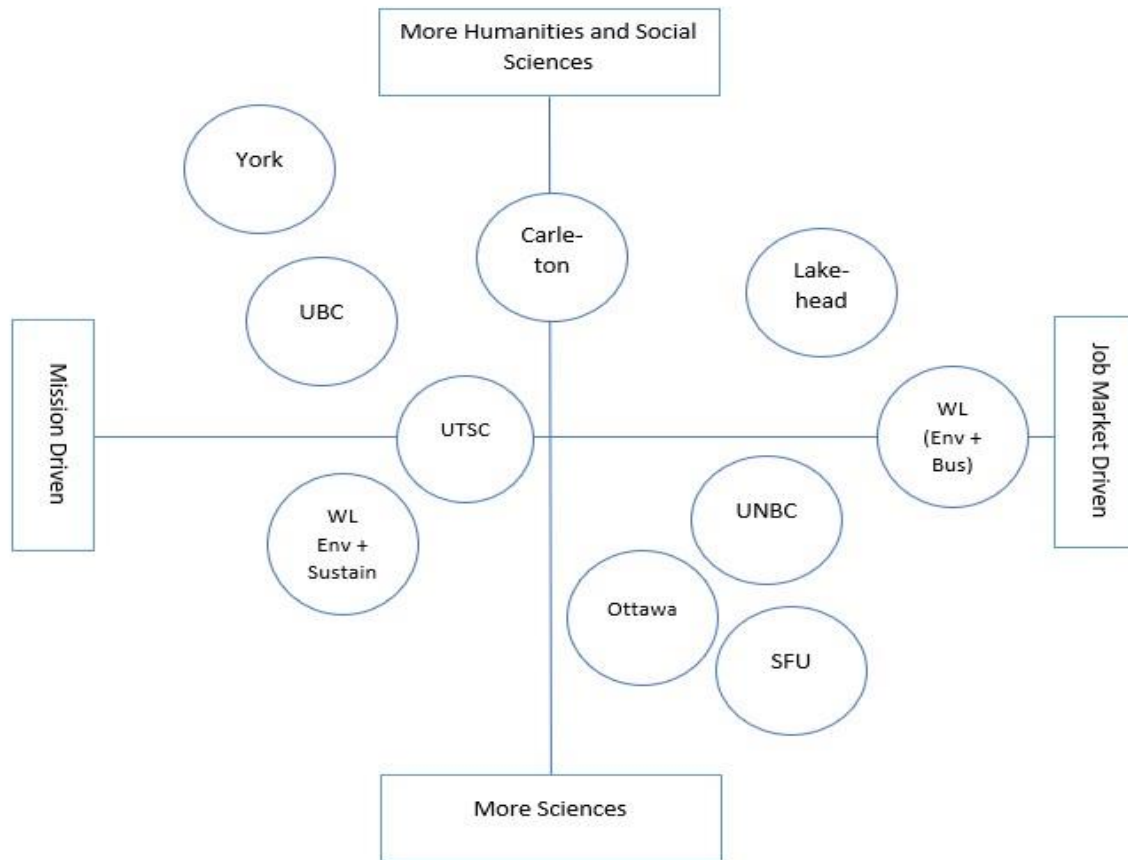 More Humanities and Social
Sciences
York
Carle-
ton
Lake-
head
UBC
Mission Driven
Job Market Driven
UTSC
WL
(Env +
Bus)
WL
Env +
Sustain
UNBC
Ottawa
SFU
More Sciences